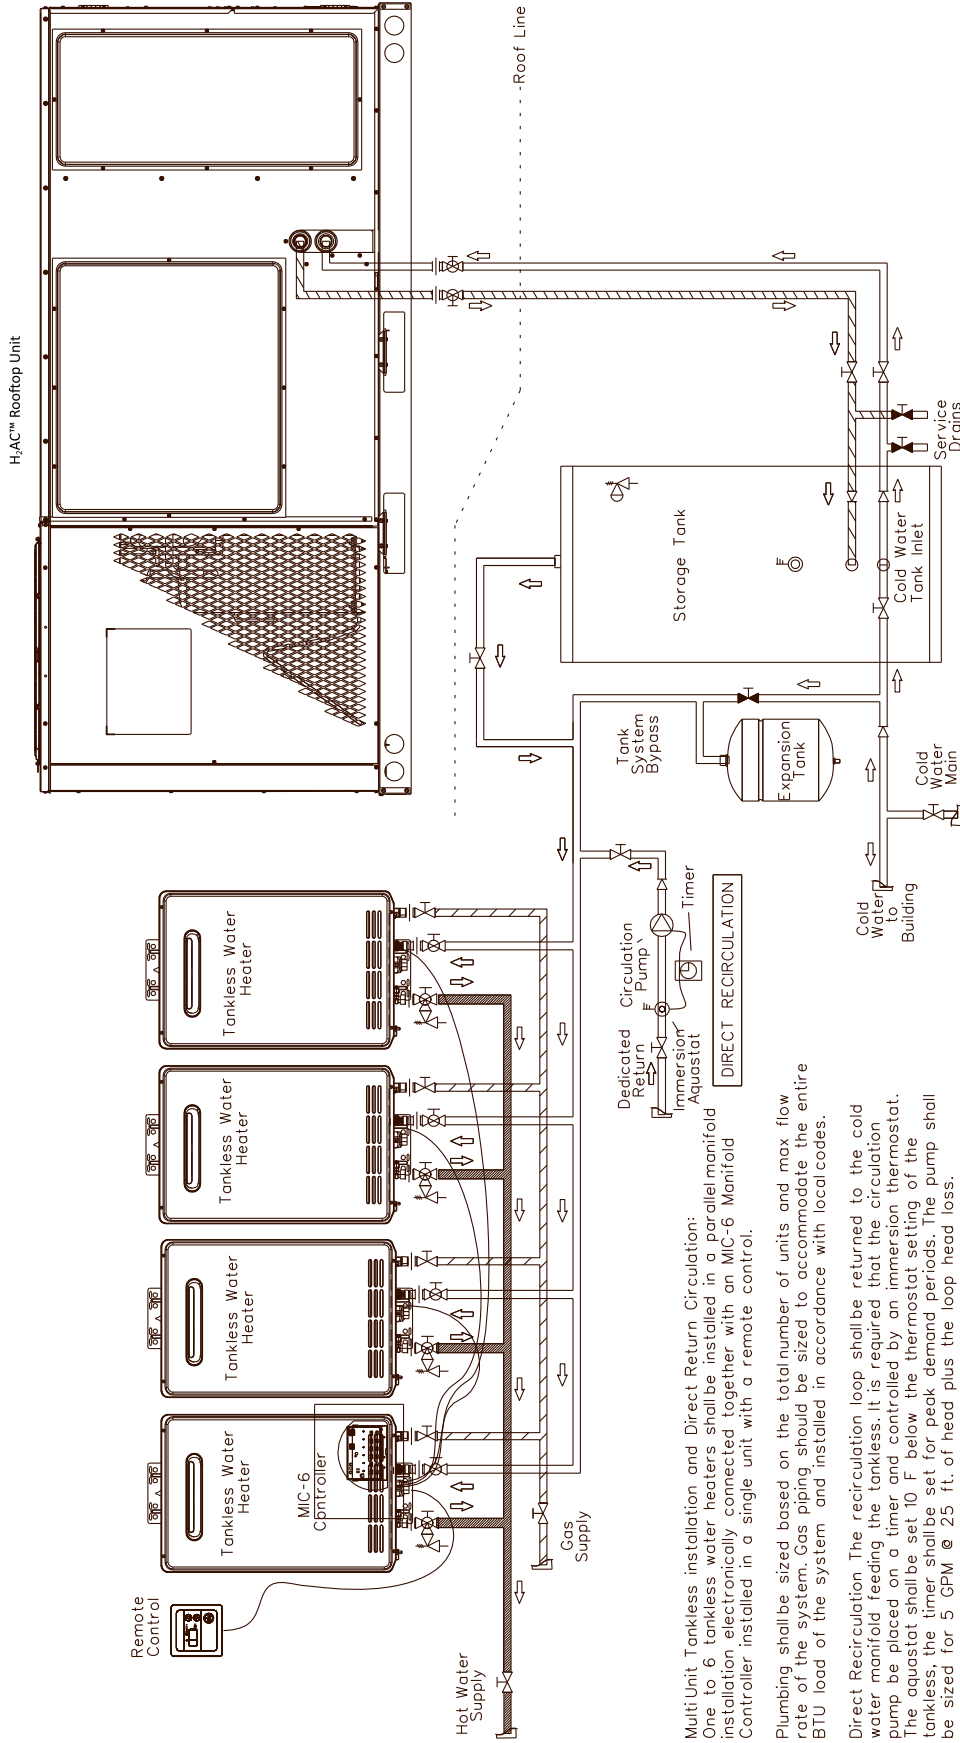 H₂AC™ Rooftop Unit
Roof Line
Storage Tank
Cold Water
Tank Inlet
Service
Drains
Tank
System
Bypass
Expansion
Tank
Cold
Water
Main
Cold
Water
to
Building
Tankless Water
Heater
Tankless Water
Heater
Tankless Water
Heater
Tankless Water
Heater
MIC-6
Controller
Remote
Control
Circulation
Pump
Timer
Dedicated
Return
Immersion
Aquastat
DIRECT RECIRCULATION
Gas
Supply
Hot Water
Supply
Multi Unit Tankless installation and Direct Return Circulation:
One to 6 tankless water heaters shall be installed in a parallel manifold
installation electronically connected together with an MIC-6 Manifold
Controller installed in a single unit with a remote control.
Plumbing shall be sized based on the total number of units and max flow
rate of the system. Gas piping should be sized to accommodate the entire
BTU load of the system and installed in accordance with local codes.
Direct Recirculation The recirculation loop shall be returned to the cold
water manifold feeding the tankless. It is required that the circulation
pump be placed on a timer and controlled by an immersion thermostat.
The aquastat shall be set 10 F below the thermostat setting of the
tankless, the timer shall be set for peak demand periods. The pump shall
be sized for 5 GPM @ 25 ft. of head plus the loop head loss.